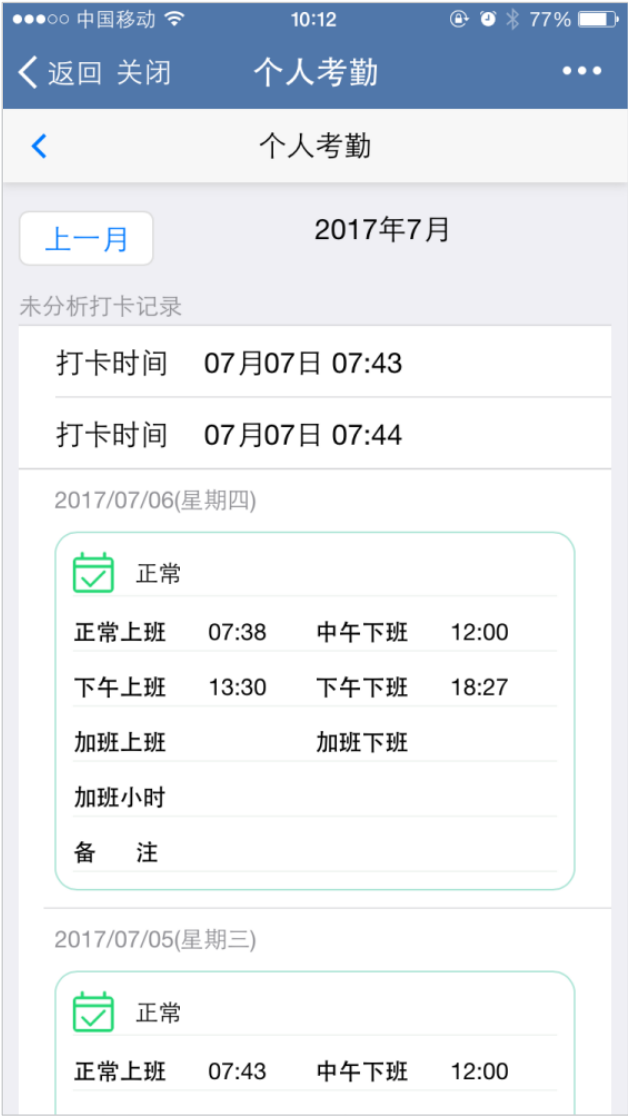 中国移动 10:12 77%
返回 关闭 个人考勤
个人考勤
上一月 2017年7月
未分析打卡记录
打卡时间 07月07日 07:43
打卡时间 07月07日 07:44
2017/07/06(星期四)
正常
正常上班 07:38 中午下班 12:00
下午上班 13:30 下午下班 18:27
加班上班 加班下班
加班小时
备 注
2017/07/05(星期三)
正常
正常上班 07:43 中午下班 12:00